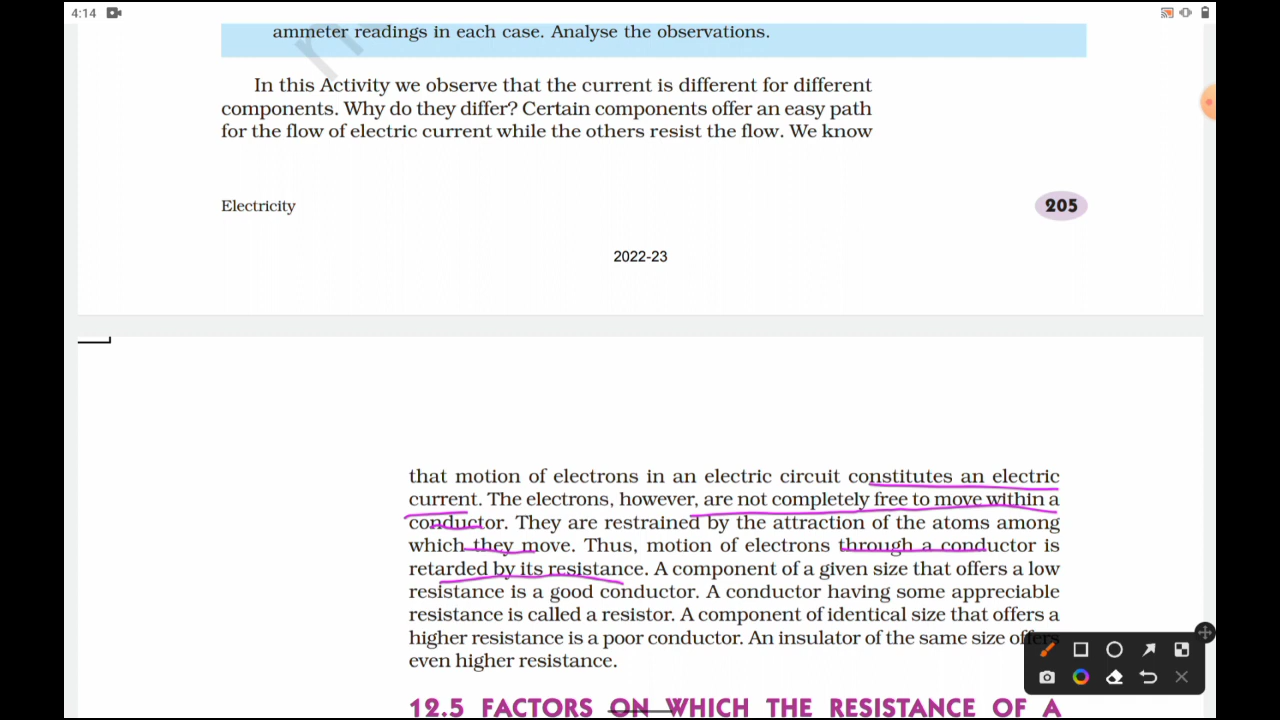 4:14
ammeter readings in each case. Analyse the observations.
In this Activity we observe that the current is different for different
components. Why do they differ? Certain components offer an easy path
for the flow of electric current while the others resist the flow. We know
Electricity
205
2022-23
that motion of electrons in an electric circuit constitutes an electric
current. The electrons, however, are not completely free to move within a
conductor. They are restrained by the attraction of the atoms among
which they move. Thus, motion of electrons through a conductor is
retarded by its resistance. A component of a given size that offers a low
resistance is a good conductor. A conductor having some appreciable
resistance is called a resistor. A component of identical size that offers a
higher resistance is a poor conductor. An insulator of the same size offers
even higher resistance.
12.5 FACTORS ON WHICH THE RESISTANCE OF A